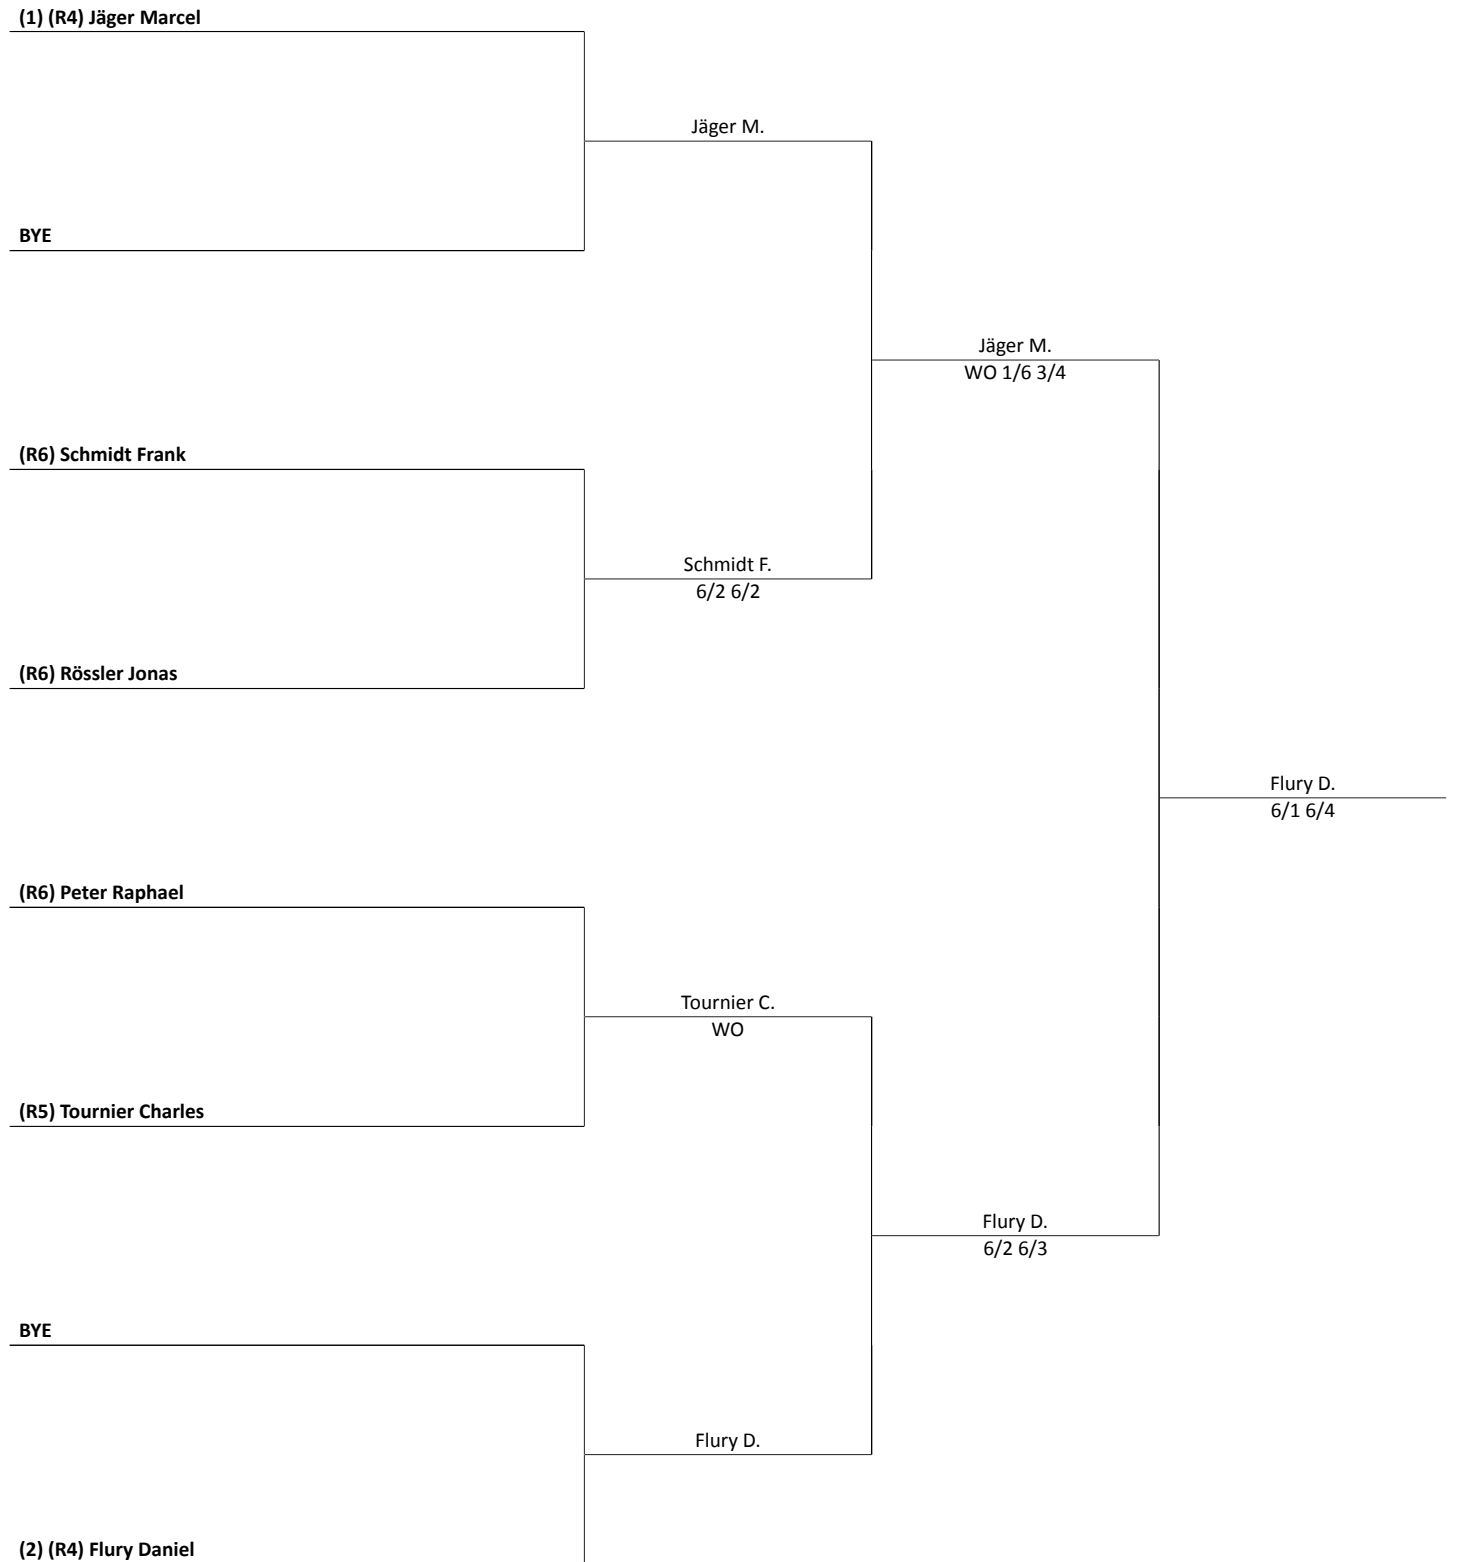 (1) (R4) Jäger Marcel
Jäger M.
BYE
Jäger M.
WO 1/6 3/4
(R6) Schmidt Frank
Schmidt F.
6/2 6/2
(R6) Rössler Jonas
Flury D.
6/1 6/4
(R6) Peter Raphael
Tournier C.
WO
(R5) Tournier Charles
Flury D.
6/2 6/3
BYE
Flury D.
(2) (R4) Flury Daniel